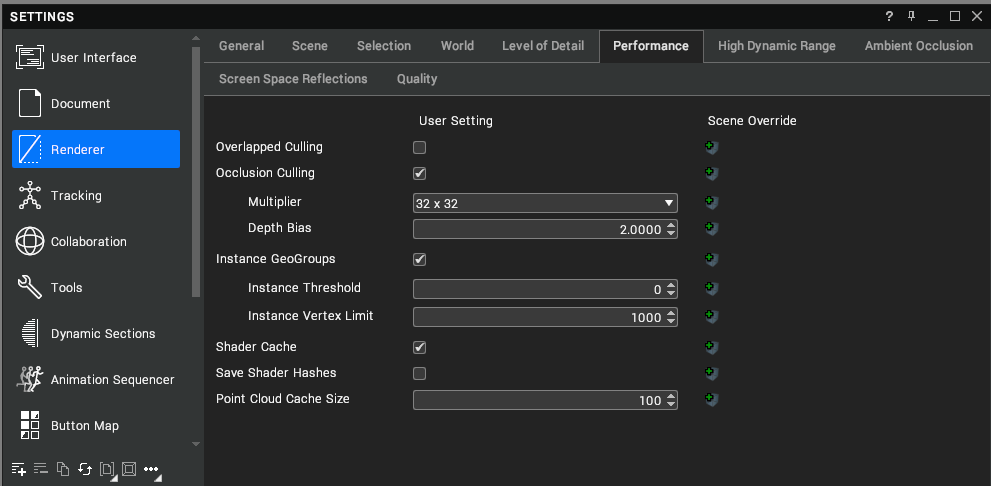 SETTINGS
User Interface
Document
Renderer
Tracking
Collaboration
Tools
Dynamic Sections
Animation Sequencer
Button Map
General Scene Selection World Level of Detail Performance High Dynamic Range Ambient Occlusion
Screen Space Reflections Quality
User Setting Scene Override
Overlapped Culling
Occlusion Culling
Multiplier 32 x 32
Depth Bias 2.0000
Instance GeoGroups
Instance Threshold 0
Instance Vertex Limit 1000
Shader Cache
Save Shader Hashes
Point Cloud Cache Size 100